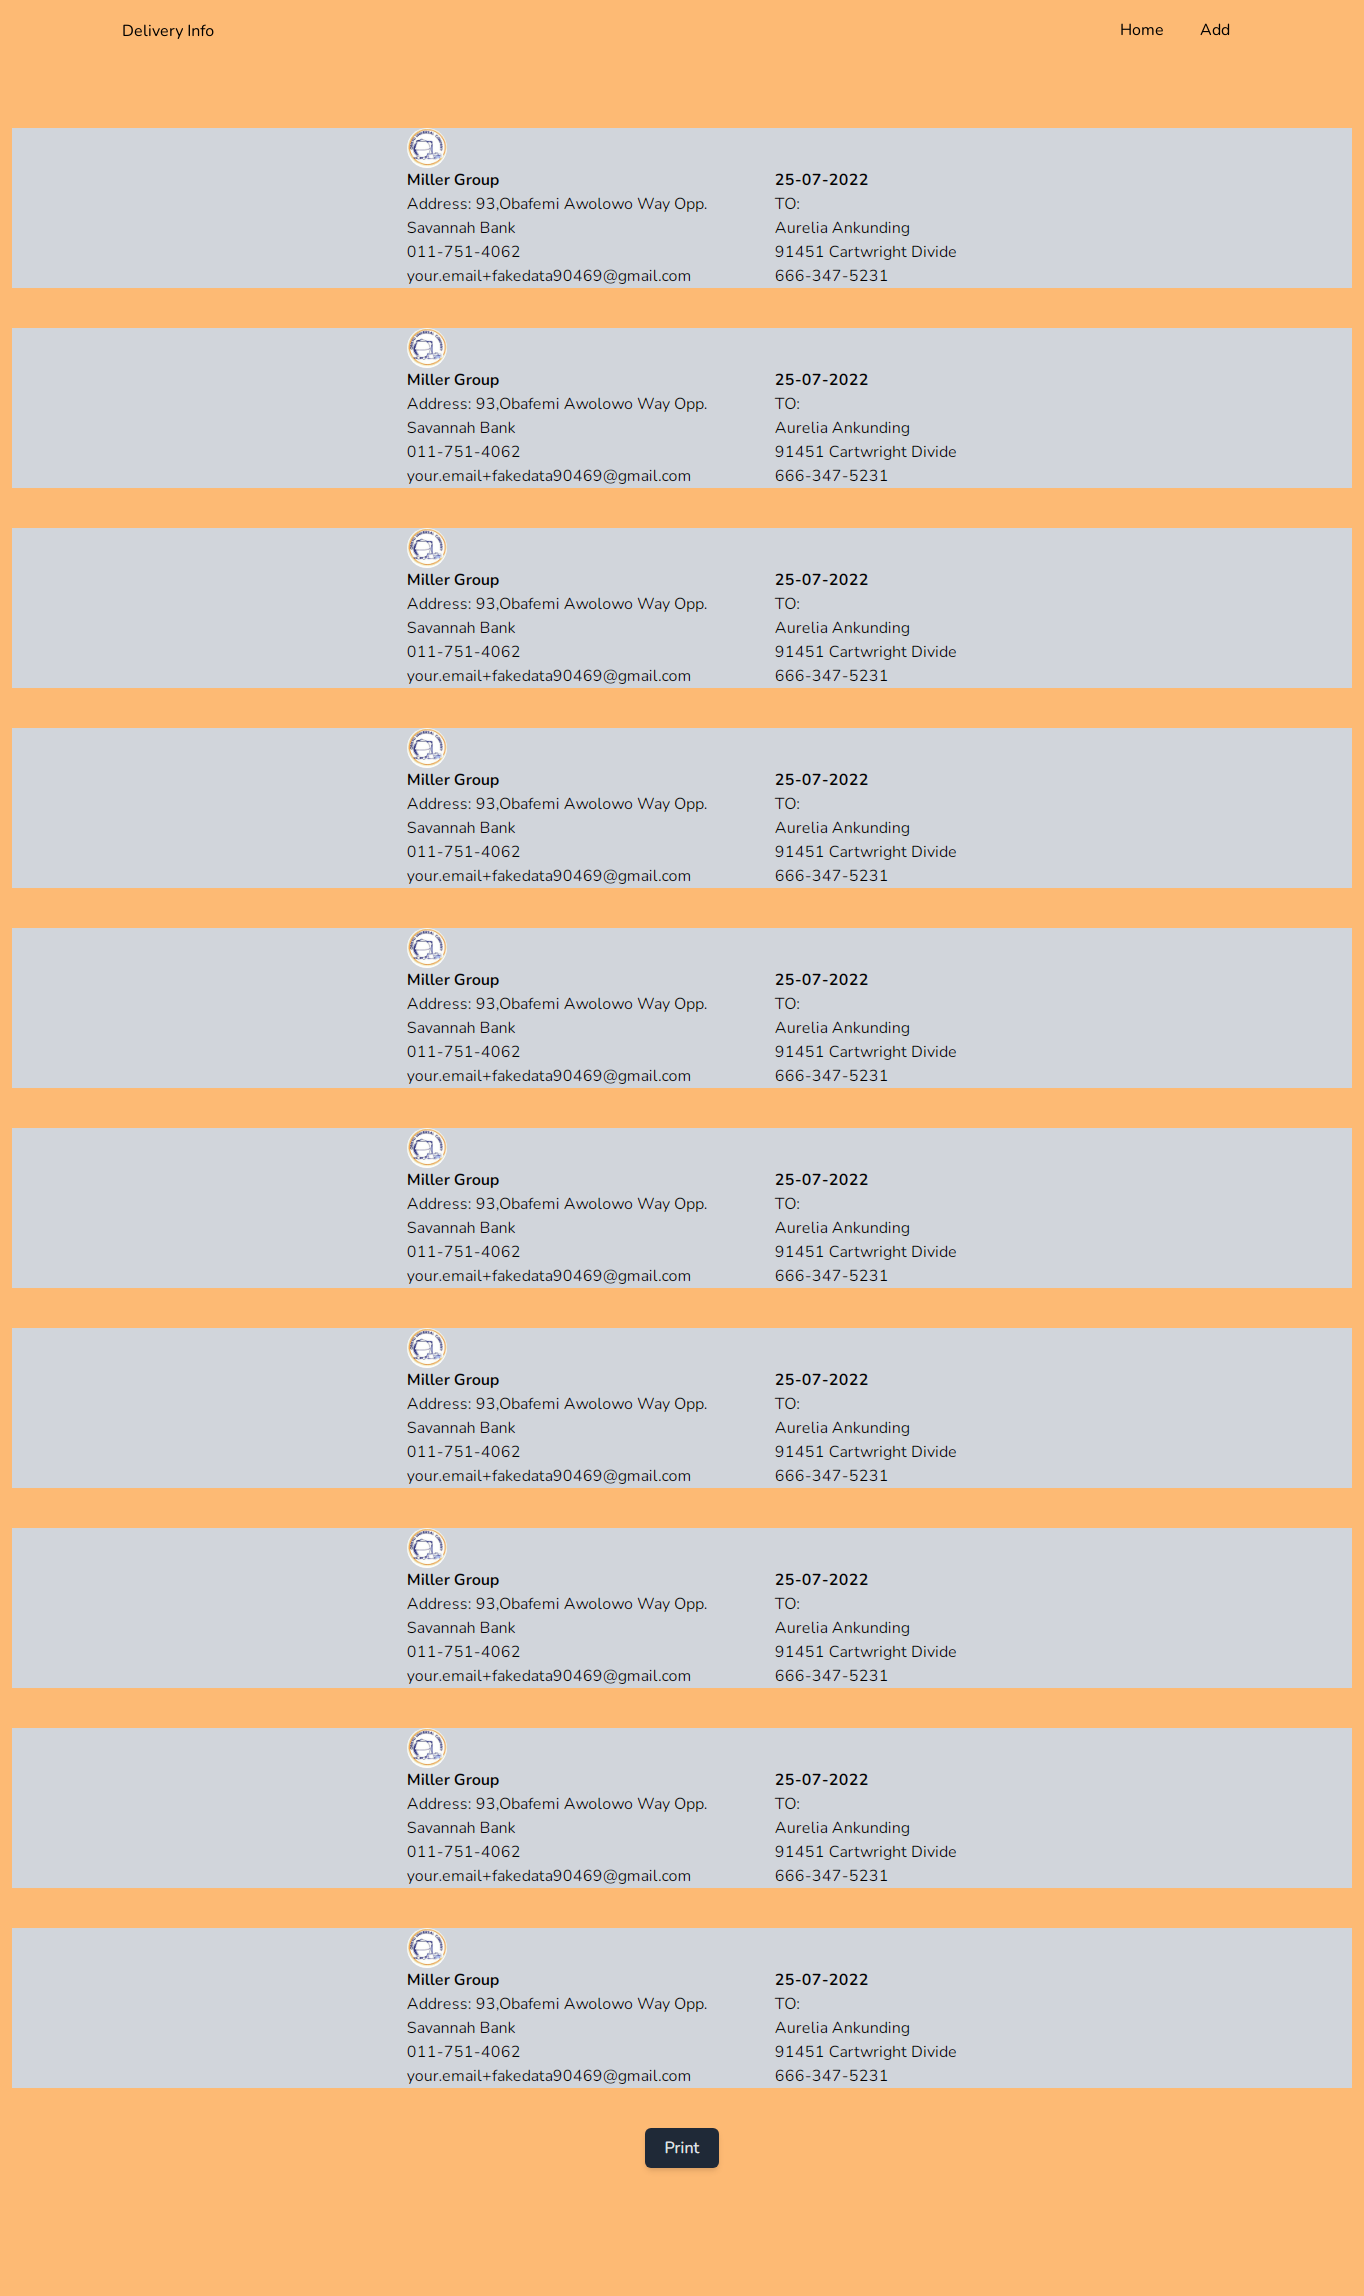 Delivery Info
Home
Add
Miller Group
Address: 93,Obafemi Awolowo Way Opp.
Savannah Bank
011-751-4062
your.email+fakedata90469@gmail.com
25-07-2022
TO:
Aurelia Ankunding
91451 Cartwright Divide
666-347-5231
Miller Group
Address: 93,Obafemi Awolowo Way Opp.
Savannah Bank
011-751-4062
your.email+fakedata90469@gmail.com
25-07-2022
TO:
Aurelia Ankunding
91451 Cartwright Divide
666-347-5231
Miller Group
Address: 93,Obafemi Awolowo Way Opp.
Savannah Bank
011-751-4062
your.email+fakedata90469@gmail.com
25-07-2022
TO:
Aurelia Ankunding
91451 Cartwright Divide
666-347-5231
Miller Group
Address: 93,Obafemi Awolowo Way Opp.
Savannah Bank
011-751-4062
your.email+fakedata90469@gmail.com
25-07-2022
TO:
Aurelia Ankunding
91451 Cartwright Divide
666-347-5231
Miller Group
Address: 93,Obafemi Awolowo Way Opp.
Savannah Bank
011-751-4062
your.email+fakedata90469@gmail.com
25-07-2022
TO:
Aurelia Ankunding
91451 Cartwright Divide
666-347-5231
Miller Group
Address: 93,Obafemi Awolowo Way Opp.
Savannah Bank
011-751-4062
your.email+fakedata90469@gmail.com
25-07-2022
TO:
Aurelia Ankunding
91451 Cartwright Divide
666-347-5231
Miller Group
Address: 93,Obafemi Awolowo Way Opp.
Savannah Bank
011-751-4062
your.email+fakedata90469@gmail.com
25-07-2022
TO:
Aurelia Ankunding
91451 Cartwright Divide
666-347-5231
Miller Group
Address: 93,Obafemi Awolowo Way Opp.
Savannah Bank
011-751-4062
your.email+fakedata90469@gmail.com
25-07-2022
TO:
Aurelia Ankunding
91451 Cartwright Divide
666-347-5231
Miller Group
Address: 93,Obafemi Awolowo Way Opp.
Savannah Bank
011-751-4062
your.email+fakedata90469@gmail.com
25-07-2022
TO:
Aurelia Ankunding
91451 Cartwright Divide
666-347-5231
Miller Group
Address: 93,Obafemi Awolowo Way Opp.
Savannah Bank
011-751-4062
your.email+fakedata90469@gmail.com
25-07-2022
TO:
Aurelia Ankunding
91451 Cartwright Divide
666-347-5231
Print